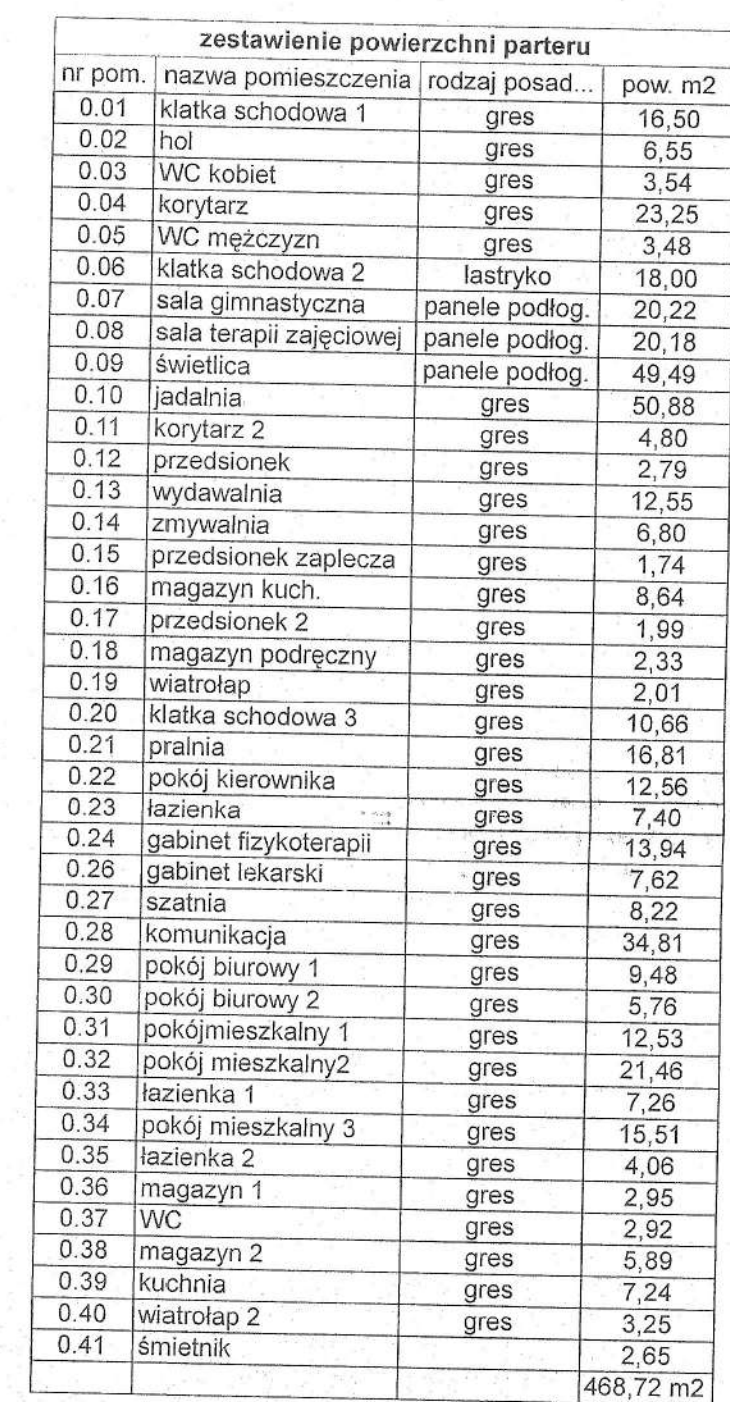 zestawienie powierzchni parteru
nr pom. nazwa pomieszczenia rodzaj posad... pow. m2
0.01 klatka schodowa 1 gres 16,50
0.02 hol gres 6,55
0.03 WC kobiet gres 3,54
0.04 korytarz gres 23,25
0.05 WC mężczyzn gres 3,48
0.06 klatka schodowa 2 lastryko 18,00
0.07 sala gimnastyczna panele podłog. 20,22
0.08 sala terapii zajęciowej panele podłog. 20,18
0.09 świetlica panele podłog. 49,49
0.10 jadalnia gres 50,88
0.11 korytarz 2 gres 4,80
0.12 przedsionek gres 2,79
0.13 wydawalnia gres 12,55
0.14 zmywalnia gres 6,80
0.15 przedsionek zaplecza gres 1,74
0.16 magazyn kuch. gres 8,64
0.17 przedsionek 2 gres 1,99
0.18 magazyn podręczny gres 2,33
0.19 wiatrołap gres 2,01
0.20 klatka schodowa 3 gres 10,66
0.21 pralnia gres 16,81
0.22 pokój kierownika gres 12,56
0.23 łazienka gres 7,40
0.24 gabinet fizykoterapii gres 13,94
0.26 gabinet lekarski gres 7,62
0.27 szatnia gres 8,22
0.28 komunikacja gres 34,81
0.29 pokój biurowy 1 gres 9,48
0.30 pokój biurowy 2 gres 5,76
0.31 pokójmieszkalny 1 gres 12,53
0.32 pokój mieszkalny2 gres 21,46
0.33 łazienka 1 gres 7,26
0.34 pokój mieszkalny 3 gres 15,51
0.35 łazienka 2 gres 4,06
0.36 magazyn 1 gres 2,95
0.37 WC gres 2,92
0.38 magazyn 2 gres 5,89
0.39 kuchnia gres 7,24
0.40 wiatrołap 2 gres 3,25
0.41 śmietnik 2,65
468,72 m2